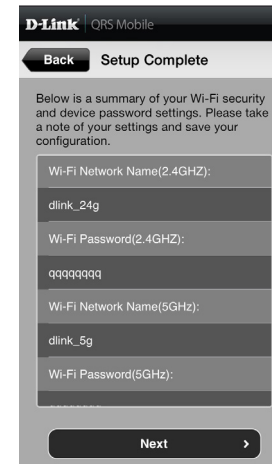 D-Link QRS Mobile
Back Setup Complete
Below is a summary of your Wi-Fi security
and device password settings. Please take
a note of your settings and save your
configuration.
Wi-Fi Network Name(2.4GHZ):
dlink_24g
Wi-Fi Password(2.4GHZ):
qqqqqqqq
Wi-Fi Network Name(5GHz):
dlink_5g
Wi-Fi Password(5GHz):
Next